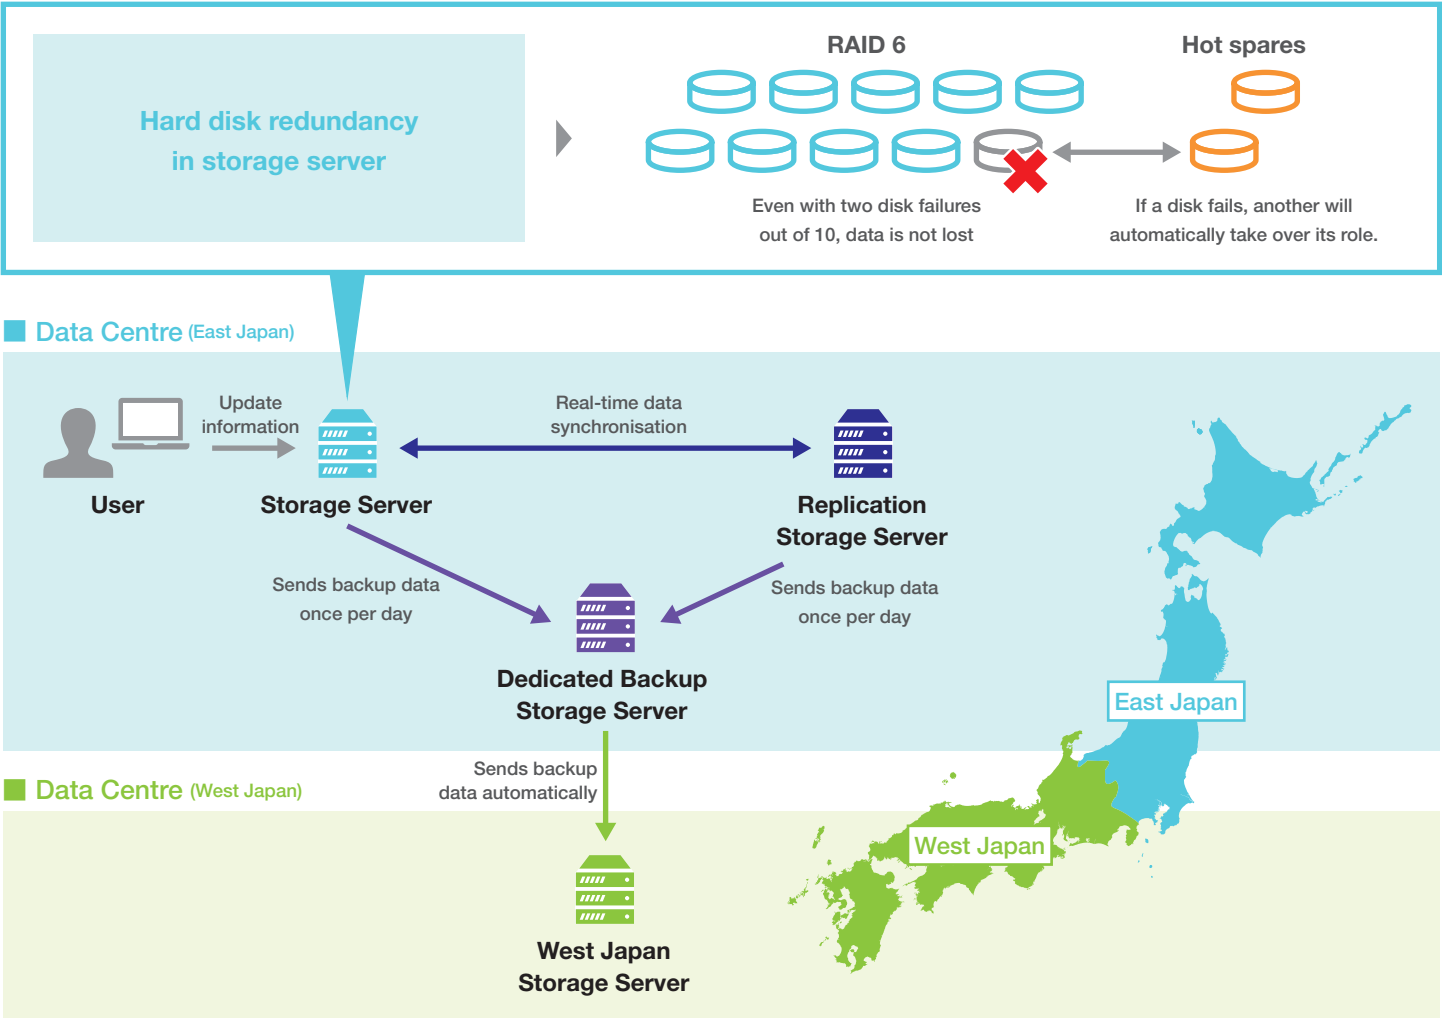 Hard disk redundancy
in storage server
RAID 6
Hot spares
Even with two disk failures
out of 10, data is not lost
If a disk fails, another will
automatically take over its role.
Data Centre (East Japan)
Update
information
Real-time data
synchronisation
User
Storage Server
Replication
Storage Server
Sends backup data
once per day
Sends backup data
once per day
Dedicated Backup
Storage Server
East Japan
Sends backup
data automatically
Data Centre (West Japan)
West Japan
West Japan
Storage Server